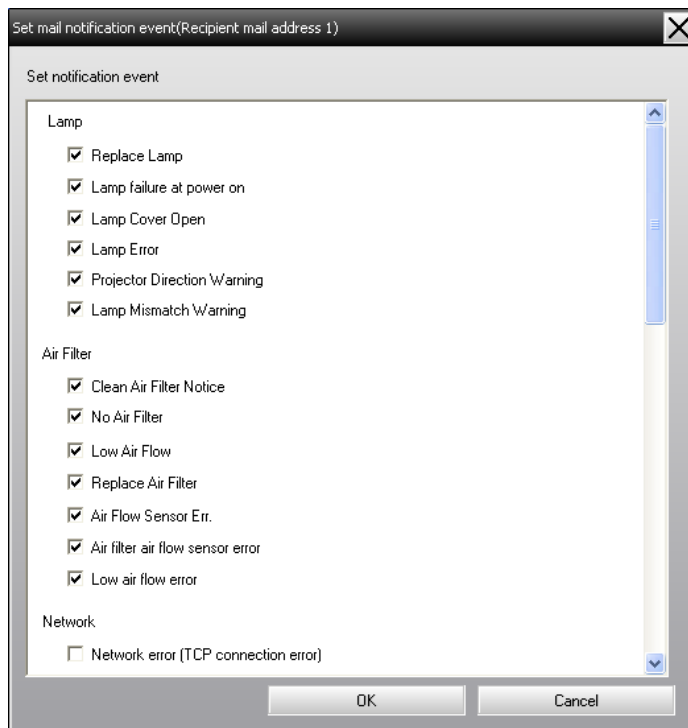 Set mail notification event(Recipient mail address 1)
Set notification event
Lamp
Replace Lamp
Lamp failure at power on
Lamp Cover Open
Lamp Error
Projector Direction Warning
Lamp Mismatch Warning
Air Filter
Clean Air Filter Notice
No Air Filter
Low Air Flow
Replace Air Filter
Air Flow Sensor Err.
Air filter air flow sensor error
Low air flow error
Network
Network error (TCP connection error)
OK
Cancel